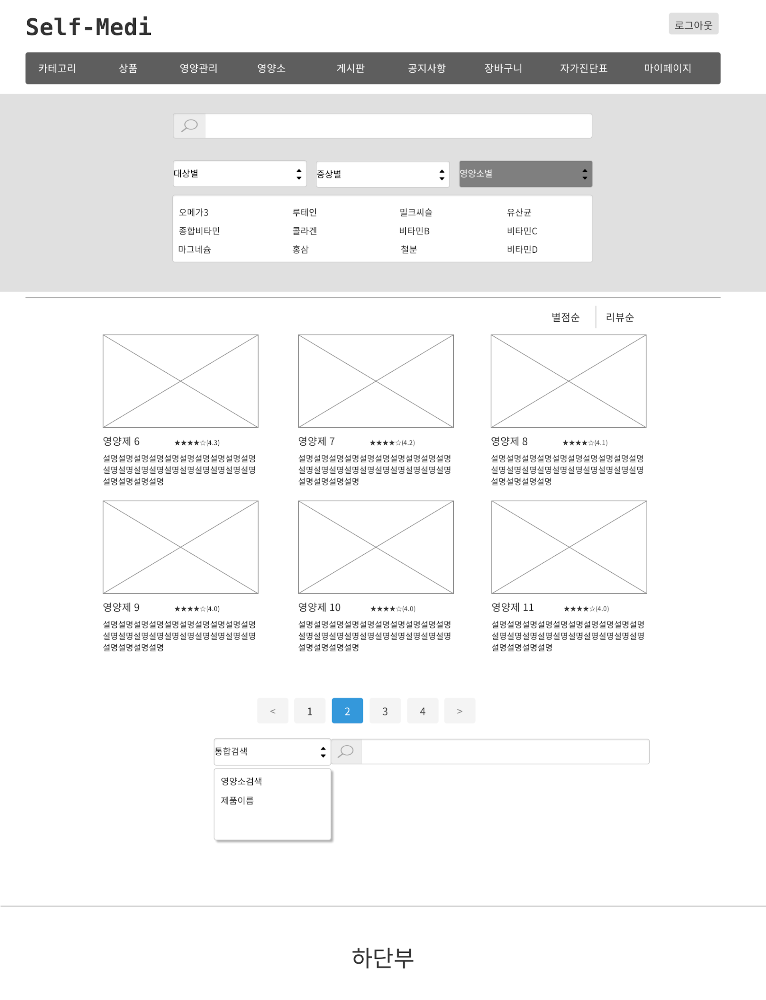 Self-Medi
로그아웃
카테고리 상품 영양관리 영양소 게시판 공지사항 장바구니 자가진단표 마이페이지
대상별 증상별 영양소별
오메가3 루테인 밀크씨슬 유산균
종합비타민 콜라겐 비타민B 비타민C
마그네슘 홍삼 철분 비타민D
별점순 리뷰순
영양제 6 ★★★★☆(4.3)
설명설명설명설명설명설명설명설명설명설명
설명설명설명설명설명설명설명설명설명설명
설명설명설명설명
영양제 7 ★★★★☆(4.2)
설명설명설명설명설명설명설명설명설명설명
설명설명설명설명설명설명설명설명설명설명
설명설명설명설명
영양제 8 ★★★★☆(4.1)
설명설명설명설명설명설명설명설명설명설명
설명설명설명설명설명설명설명설명설명설명
설명설명설명설명
영양제 9 ★★★★☆(4.0)
설명설명설명설명설명설명설명설명설명설명
설명설명설명설명설명설명설명설명설명설명
설명설명설명설명
영양제 10 ★★★★☆(4.0)
설명설명설명설명설명설명설명설명설명설명
설명설명설명설명설명설명설명설명설명설명
설명설명설명설명
영양제 11 ★★★★☆(4.0)
설명설명설명설명설명설명설명설명설명설명
설명설명설명설명설명설명설명설명설명설명
설명설명설명설명
< 1 2 3 4 >
통합검색
영양소검색
제품이름
하단부